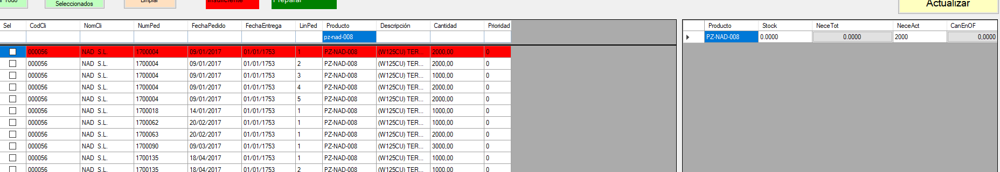 Seleccionados
Limpiar
Insuficiente
Preparar
Actualizar
Sel CodCli NomCli NumPed FechaPedido FechaEntrega LinPed Producto Descripción Cantidad Prioridad
pz-nad-008
000056 NAD S.L. 1700004 09/01/2017 01/01/1753 1 PZ-NAD-008 (W125CU) TER... 2000,00 0
000056 NAD S.L. 1700004 09/01/2017 01/01/1753 2 PZ-NAD-008 (W125CU) TER... 2000,00 0
000056 NAD S.L. 1700004 09/01/2017 01/01/1753 3 PZ-NAD-008 (W125CU) TER... 1000,00 0
000056 NAD S.L. 1700004 09/01/2017 01/01/1753 4 PZ-NAD-008 (W125CU) TER... 2000,00 0
000056 NAD S.L. 1700004 09/01/2017 01/01/1753 5 PZ-NAD-008 (W125CU) TER... 2000,00 0
000056 NAD S.L. 1700018 14/01/2017 01/01/1753 1 PZ-NAD-008 (W125CU) TER... 1000,00 0
000056 NAD S.L. 1700062 20/02/2017 01/01/1753 1 PZ-NAD-008 (W125CU) TER... 1000,00 0
000056 NAD S.L. 1700063 20/02/2017 01/01/1753 1 PZ-NAD-008 (W125CU) TER... 2000,00 0
000056 NAD S.L. 1700090 09/03/2017 01/01/1753 1 PZ-NAD-008 (W125CU) TER... 3000,00 0
000056 NAD S.L. 1700135 18/04/2017 01/01/1753 1 PZ-NAD-008 (W125CU) TER... 1000,00 0
000056 NAD S.L. 1700135 18/04/2017 01/01/1753 2 PZ-NAD-008 (W125CU) TER... 1000,00 0
Producto Stock NeceTot NeceAct CanEnOF
PZ-NAD-008 0.0000 0.0000 2000 0,0000